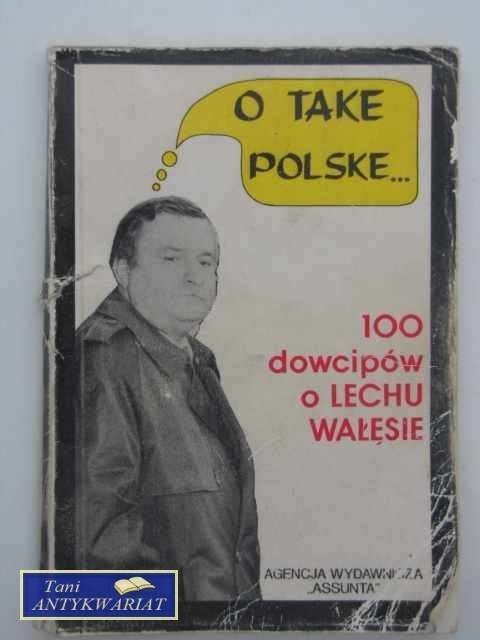 O TAKE
POLSKE...
100
dowcipów
o LECHU
WAŁĘSIE
AGENCJA WYDAWNICZA
„ASSUNTA”
Tani
ANTYKWARIAT